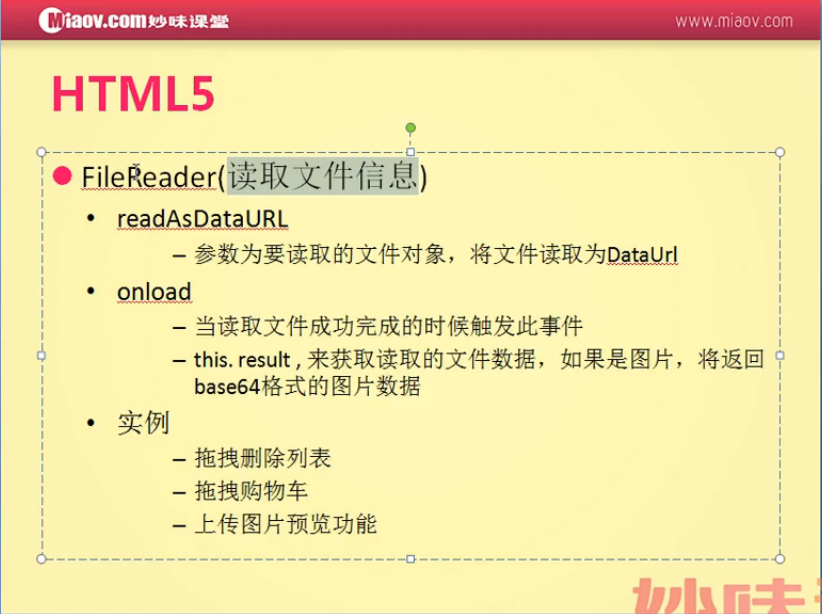 Miaov.com妙味课堂
www.miaov.com
HTML5
FileReader(读取文件信息)
• readAsDataURL
– 参数为要读取的文件对象，将文件读取为DataUrl
• onload
– 当读取文件成功完成的时候触发此事件
– this. result , 来获取读取的文件数据，如果是图片，将返回
base64格式的图片数据
• 实例
– 拖拽删除列表
– 拖拽购物车
– 上传图片预览功能
妙味